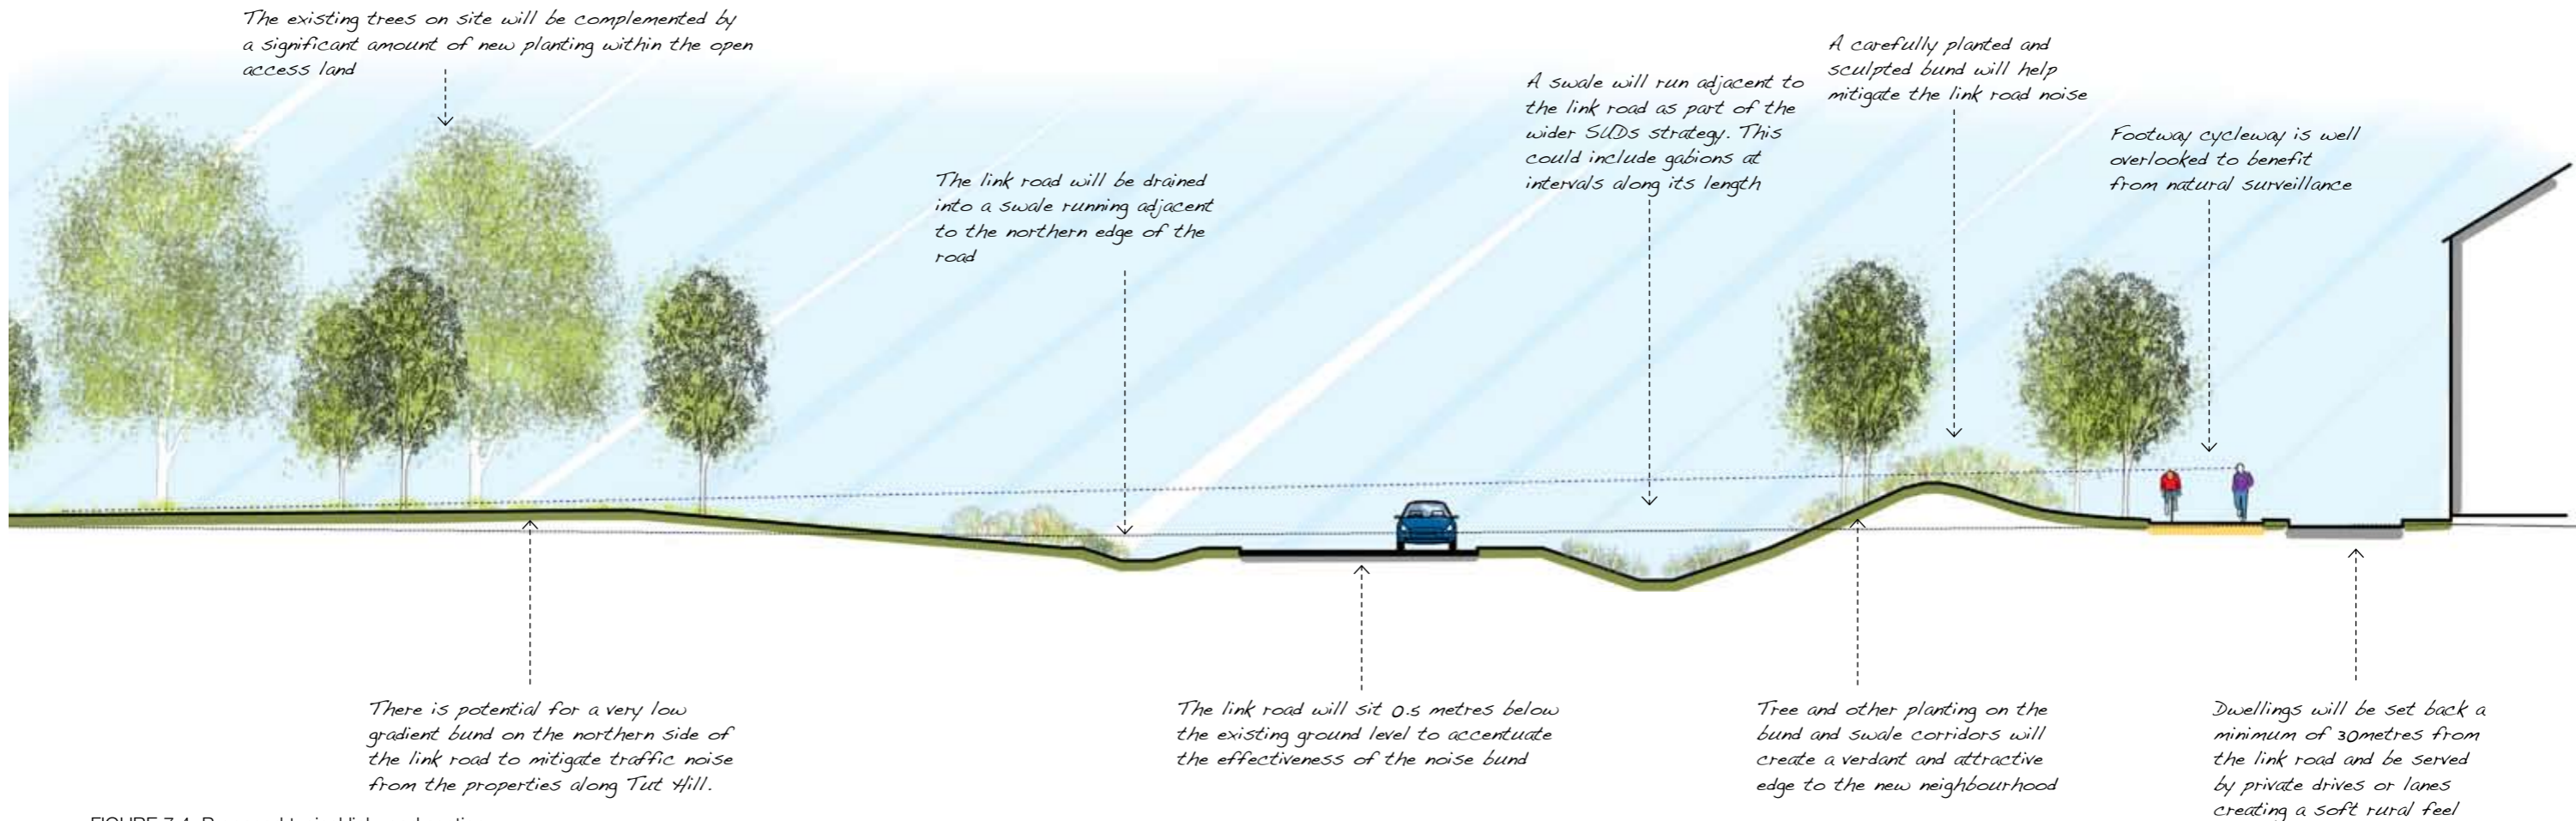 The existing trees on site will be complemented by
a significant amount of new planting within the open
access land
The link road will be drained
into a swale running adjacent
to the northern edge of the
road
A swale will run adjacent to
the link road as part of the
wider SUDs strategy. This
could include gabions at
intervals along its length
A carefully planted and
sculpted bund will help
mitigate the link road noise
Footway cycleway is well
overlooked to benefit
from natural surveillance
There is potential for a very low
gradient bund on the northern side of
the link road to mitigate traffic noise
from the properties along Tut Hill.
The link road will sit 0.5 metres below
the existing ground level to accentuate
the effectiveness of the noise bund
Tree and other planting on the
bund and swale corridors will
create a verdant and attractive
edge to the new neighbourhood
Dwellings will be set back a
minimum of 30metres from
the link road and be served
by private drives or lanes
creating a soft rural feel